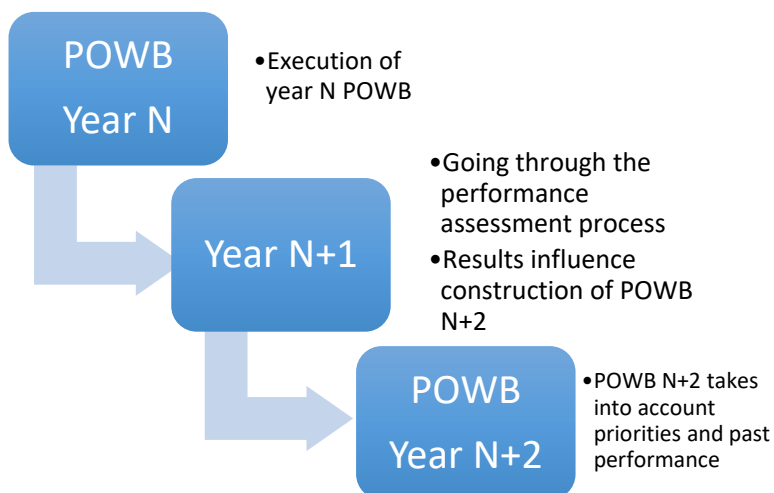 POWB
Year N
•Execution of
year N POWB
Year N+1
•Going through the
performance
assessment process
•Results influence
construction of POWB
N+2
POWB
Year N+2
•POWB N+2 takes
into account
priorities and past
performance